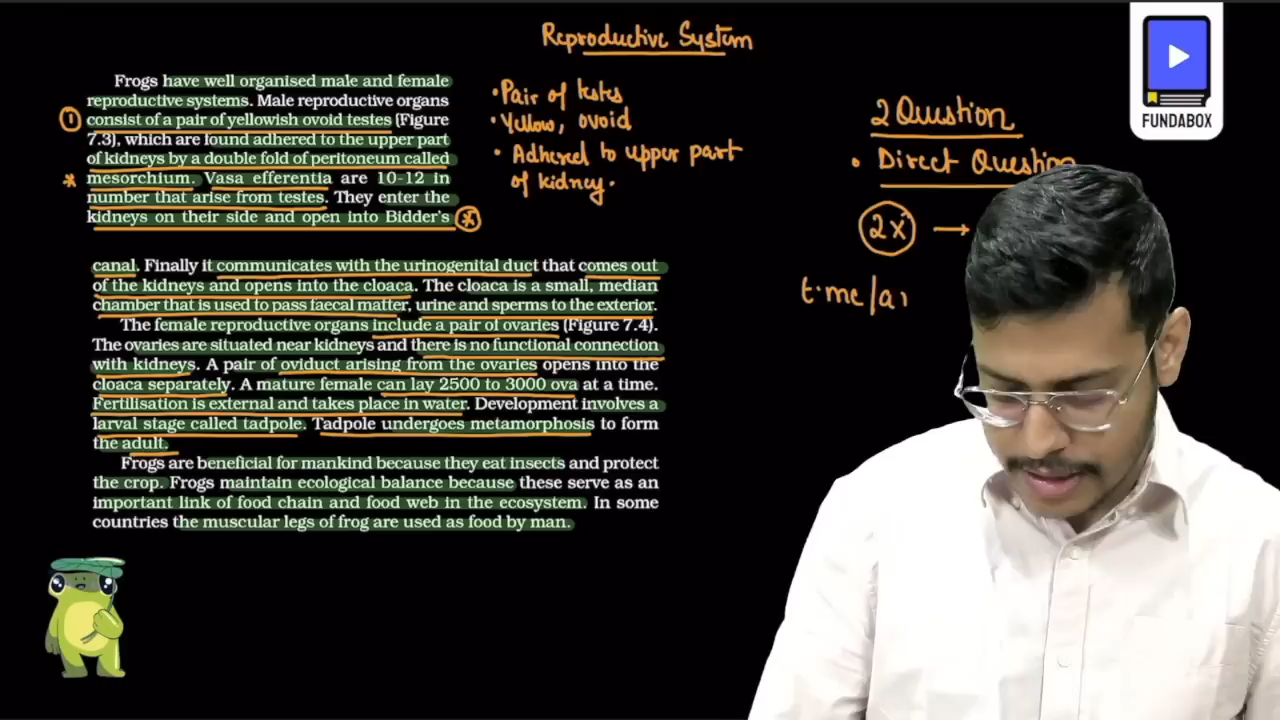 Reproductive System
Frogs have well organised male and female
reproductive systems. Male reproductive organs
① consist of a pair of yellowish ovoid testes (Figure
7.3), which are found adhered to the upper part
of kidneys by a double fold of peritoneum called
* mesorchium. Vasa efferentia are 10-12 in
number that arise from testes. They enter the
kidneys on their side and open into Bidder's *
canal. Finally it communicates with the urinogenital duct that comes out
of the kidneys and opens into the cloaca. The cloaca is a small, median
chamber that is used to pass faecal matter, urine and sperms to the exterior.
The female reproductive organs include a pair of ovaries (Figure 7.4).
The ovaries are situated near kidneys and there is no functional connection
with kidneys. A pair of oviduct arising from the ovaries opens into the
cloaca separately. A mature female can lay 2500 to 3000 ova at a time.
Fertilisation is external and takes place in water. Development involves a
larval stage called tadpole. Tadpole undergoes metamorphosis to form
the adult.
Frogs are beneficial for mankind because they eat insects and protect
the crop. Frogs maintain ecological balance because these serve as an
important link of food chain and food web in the ecosystem. In some
countries the muscular legs of frog are used as food by man.
• Pair of testes
• Yellow, ovoid
• Adhered to upper part
of kidney.
2 Question
• Direct Question
2x →
time/
FUNDABOX